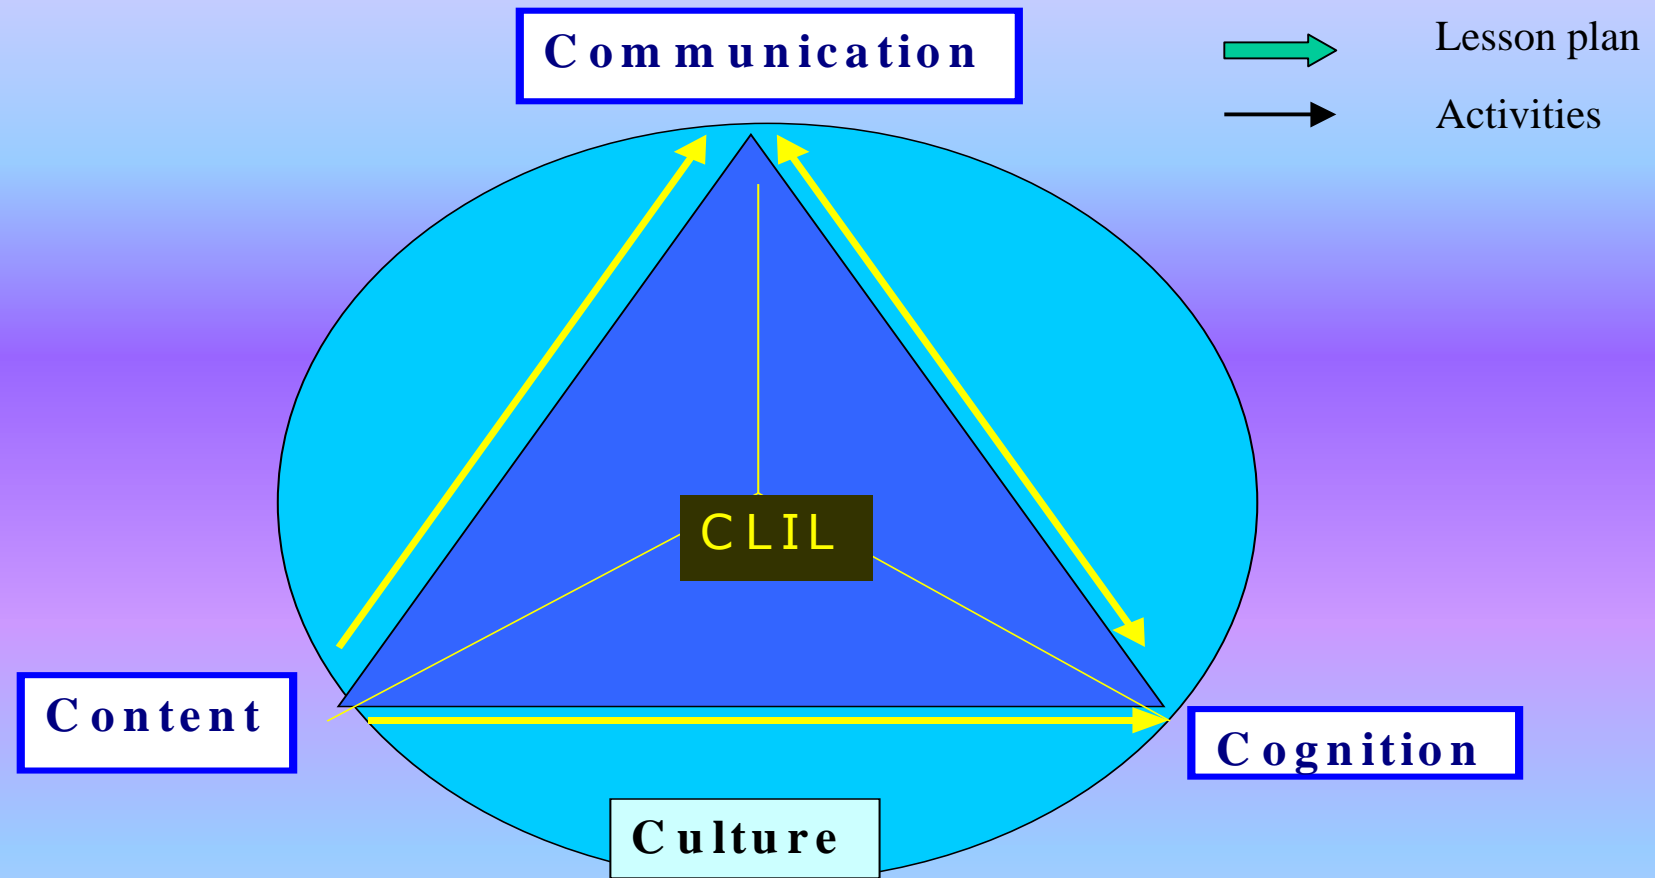 Communication
Lesson plan
Activities
CLIL
Content
Cognition
Culture